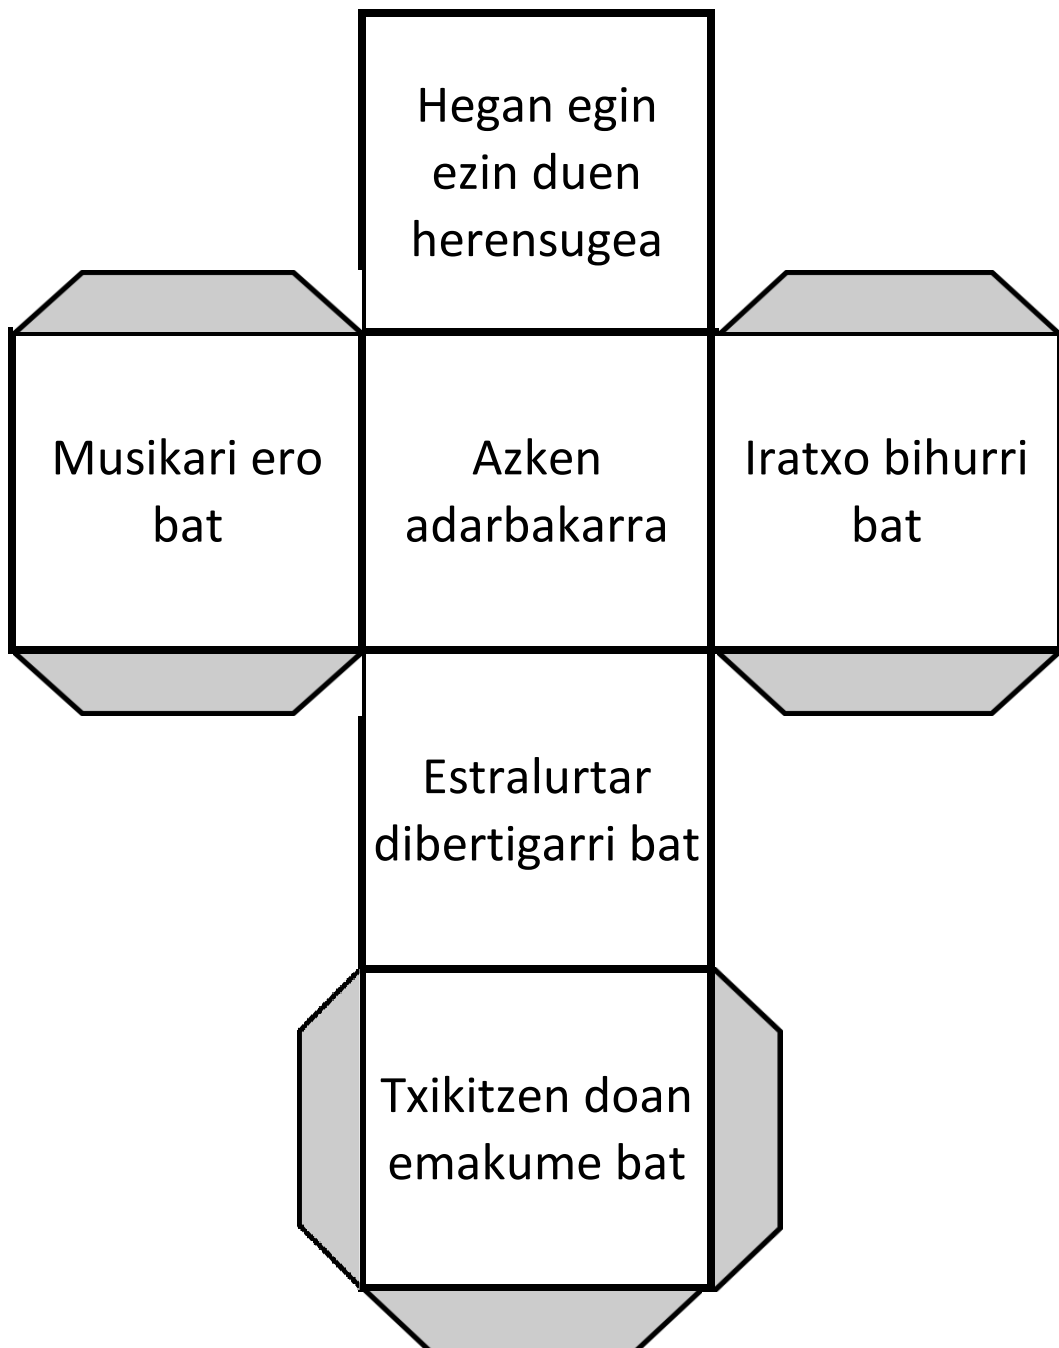 Hegan egin
ezin duen
herensugea
Musikari ero
bat
Azken
adarbakarra
Iratxo bihurri
bat
Estralurtar
dibertigarri bat
Txikitzen doan
emakume bat